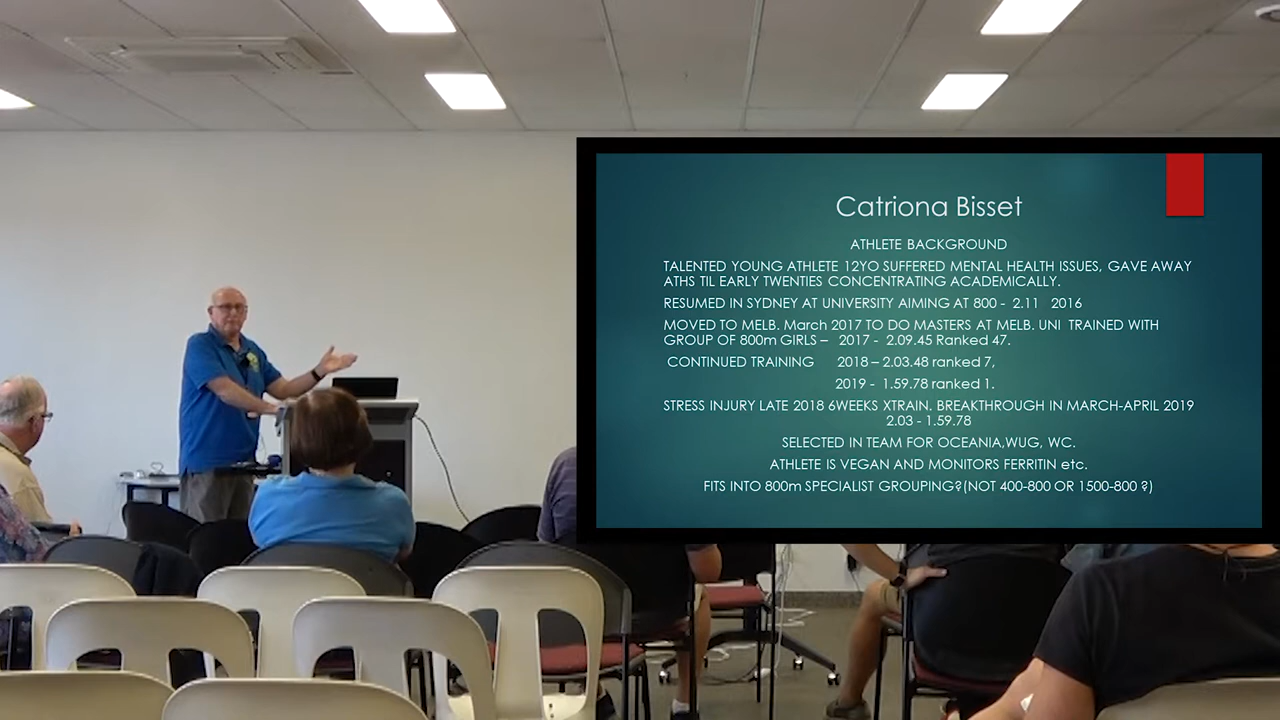 Catriona Bisset
ATHLETE BACKGROUND
TALENTED YOUNG ATHLETE 12YO SUFFERED MENTAL HEALTH ISSUES, GAVE AWAY
ATHS TIL EARLY TWENTIES CONCENTRATING ACADEMICALLY.
RESUMED IN SYDNEY AT UNIVERSITY AIMING AT 800 - 2.11 2016
MOVED TO MELB. March 2017 TO DO MASTERS AT MELB. UNI TRAINED WITH
GROUP OF 800m GIRLS – 2017 - 2.09.45 Ranked 47.
CONTINUED TRAINING 2018 – 2.03.48 ranked 7,
2019 - 1.59.78 ranked 1.
STRESS INJURY LATE 2018 6WEEKS XTRAIN. BREAKTHROUGH IN MARCH-APRIL 2019
2.03 - 1.59.78
SELECTED IN TEAM FOR OCEANIA,WUG, WC.
ATHLETE IS VEGAN AND MONITORS FERRITIN etc.
FITS INTO 800m SPECIALIST GROUPING?(NOT 400-800 OR 1500-800 ?)